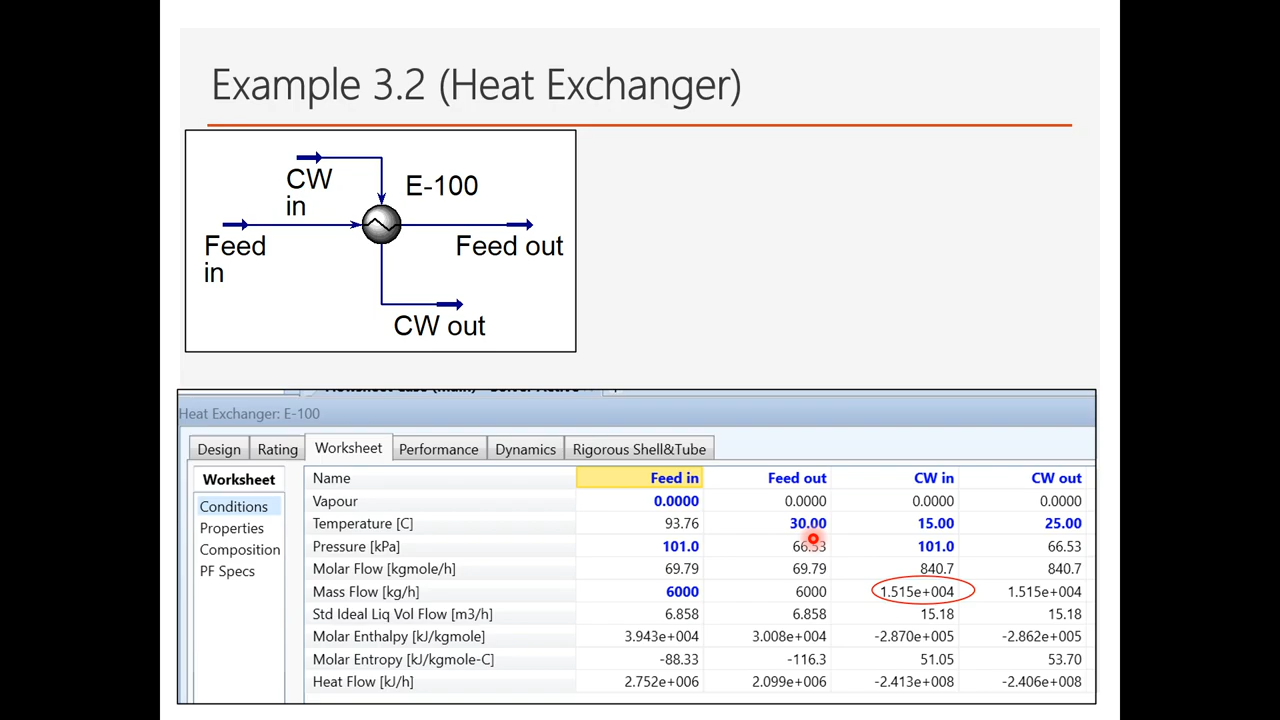 Example 3.2 (Heat Exchanger)
CW
in
E-100
Feed
in
Feed out
CW out
Heat Exchanger: E-100
Design Rating Worksheet Performance Dynamics Rigorous Shell&Tube
Worksheet
Conditions
Properties
Composition
PF Specs
Name Feed in Feed out CW in CW out
Vapour 0.0000 0.0000 0.0000 0.0000
Temperature [C] 93.76 30.00 15.00 25.00
Pressure [kPa] 101.0 66.53 101.0 66.53
Molar Flow [kgmole/h] 69.79 69.79 840.7 840.7
Mass Flow [kg/h] 6000 6000 1.515e+004 1.515e+004
Std Ideal Liq Vol Flow [m3/h] 6.858 6.858 15.18 15.18
Molar Enthalpy [kJ/kgmole] 3.943e+004 3.008e+004 -2.870e+005 -2.862e+005
Molar Entropy [kJ/kgmole-C] -88.33 -116.3 51.05 53.70
Heat Flow [kJ/h] 2.752e+006 2.099e+006 -2.413e+008 -2.406e+008